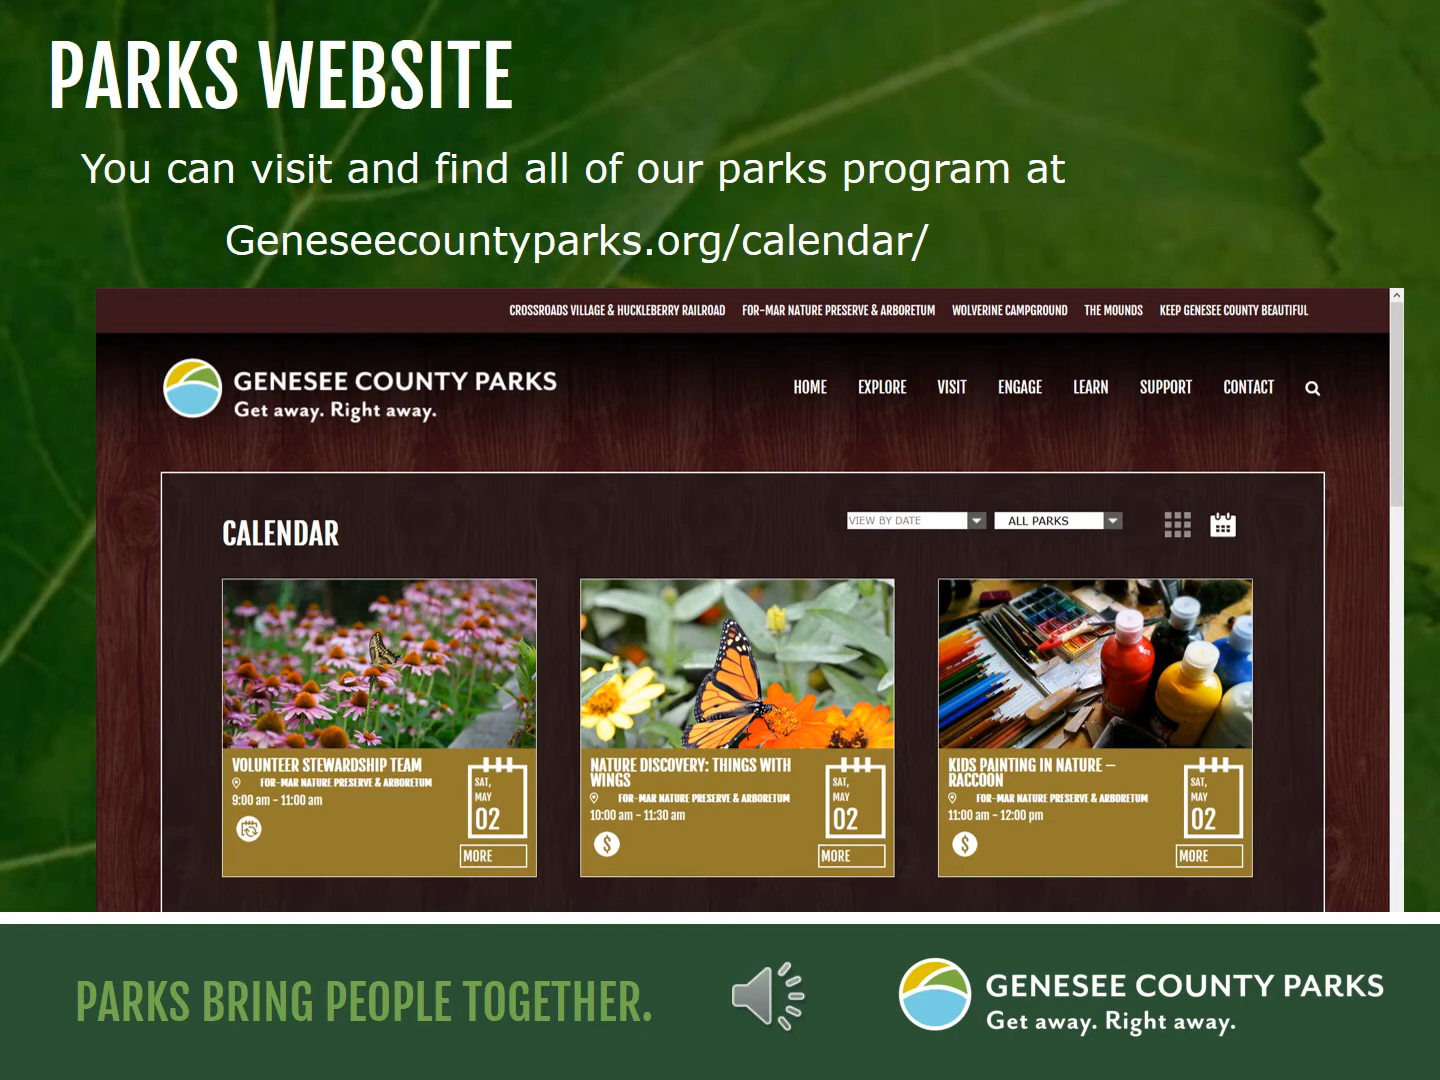 PARKS WEBSITE
You can visit and find all of our parks program at
Geneseecountyparks.org/calendar/
CROSSROADS VILLAGE & HUCKLEBERRY RAILROAD FOR-MAR NATURE PRESERVE & ARBORETUM WOLVERINE CAMPGROUND THE MOUNDS KEEP GENESEE COUNTY BEAUTIFUL
GENESEE COUNTY PARKS
Get away. Right away.
HOME EXPLORE VISIT ENGAGE LEARN SUPPORT CONTACT
CALENDAR
VIEW BY DATE ALL PARKS
VOLUNTEER STEWARDSHIP TEAM
FOR-MAR NATURE PRESERVE & ARBORETUM
9:00 am - 11:00 am
SAT,
MAY
02
MORE
NATURE DISCOVERY: THINGS WITH
WINGS
FOR-MAR NATURE PRESERVE & ARBORETUM
10:00 am - 11:30 am
$
SAT,
MAY
02
MORE
KIDS PAINTING IN NATURE –
RACCOON
FOR-MAR NATURE PRESERVE & ARBORETUM
11:00 am - 12:00 pm
$
SAT,
MAY
02
MORE
PARKS BRING PEOPLE TOGETHER.
GENESEE COUNTY PARKS
Get away. Right away.